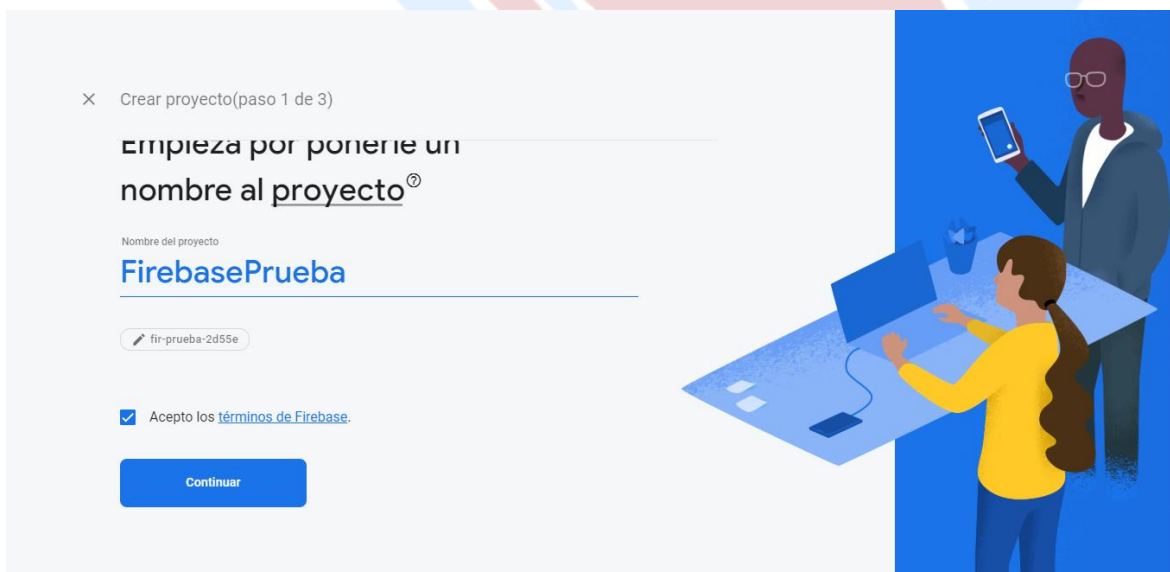 Crear proyecto(paso 1 de 3)
Empieza por ponerle un
nombre al proyecto
Nombre del proyecto
FirebasePrueba
fir-prueba-2d55e
Acepto los términos de Firebase.
Continuar